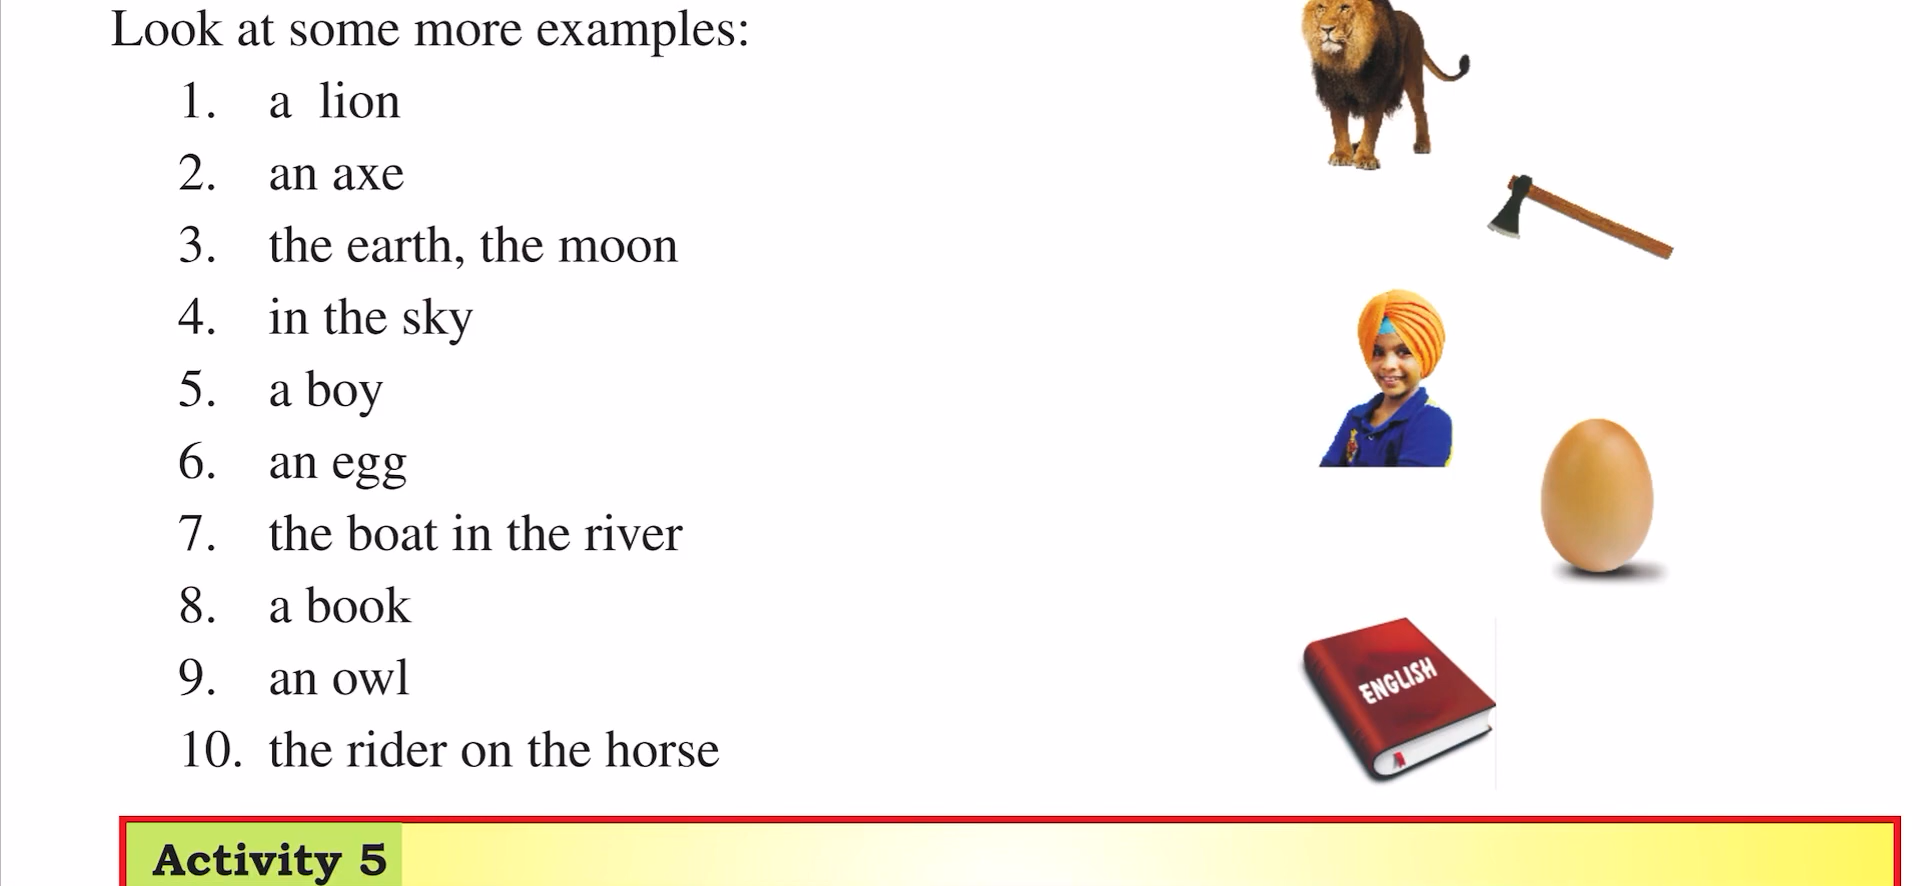 Look at some more examples:
1. a lion
2. an axe
3. the earth, the moon
4. in the sky
5. a boy
6. an egg
7. the boat in the river
8. a book
9. an owl
10. the rider on the horse
ENGLISH
Activity 5